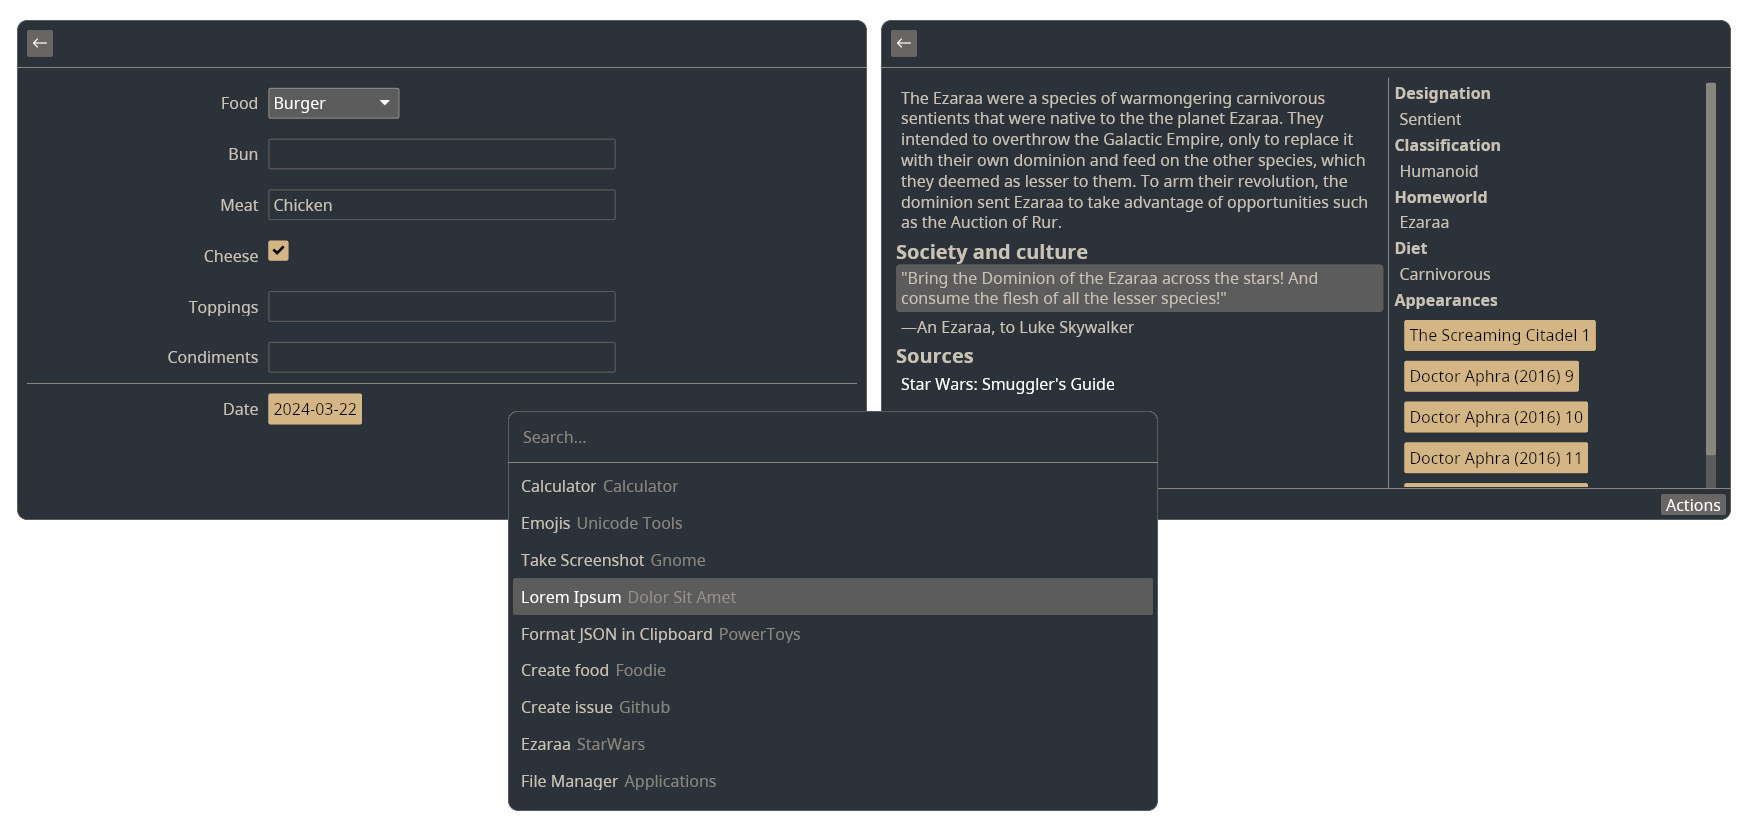 Food Burger
Bun
Meat Chicken
Cheese
Toppings
Condiments
Date 2024-03-22
The Ezaraa were a species of warmongering carnivorous
sentients that were native to the the planet Ezaraa. They
intended to overthrow the Galactic Empire, only to replace it
with their own dominion and feed on the other species, which
they deemed as lesser to them. To arm their revolution, the
dominion sent Ezaraa to take advantage of opportunities such
as the Auction of Rur.
Society and culture
"Bring the Dominion of the Ezaraa across the stars! And
consume the flesh of all the lesser species!"
—An Ezaraa, to Luke Skywalker
Sources
Star Wars: Smuggler's Guide
Designation
Sentient
Classification
Humanoid
Homeworld
Ezaraa
Diet
Carnivorous
Appearances
The Screaming Citadel 1
Doctor Aphra (2016) 9
Doctor Aphra (2016) 10
Doctor Aphra (2016) 11
Actions
Search...
Calculator Calculator
Emojis Unicode Tools
Take Screenshot Gnome
Lorem Ipsum Dolor Sit Amet
Format JSON in Clipboard PowerToys
Create food Foodie
Create issue Github
Ezaraa StarWars
File Manager Applications